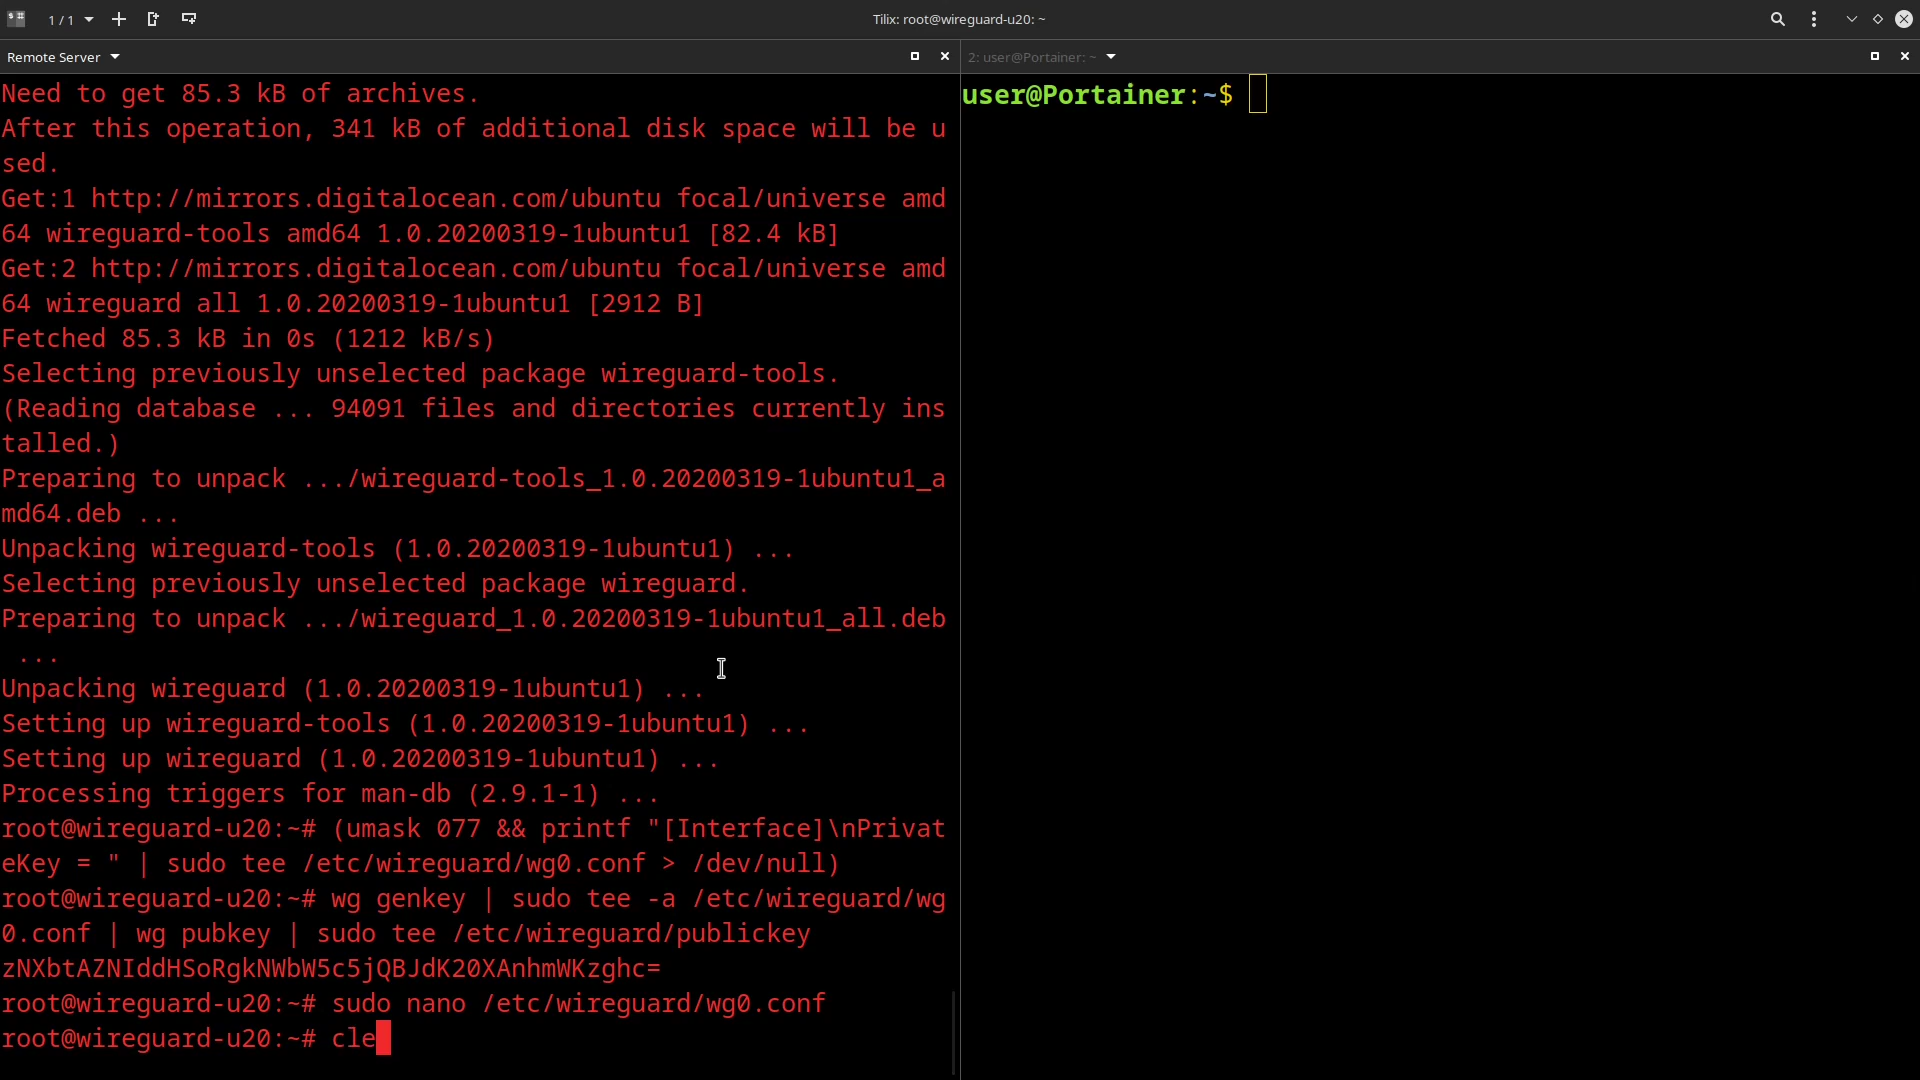 1 / 1
Tilix: root@wireguard-u20: ~
Remote Server
Need to get 85.3 kB of archives.
After this operation, 341 kB of additional disk space will be u
sed.
Get:1 http://mirrors.digitalocean.com/ubuntu focal/universe amd
64 wireguard-tools amd64 1.0.20200319-1ubuntu1 [82.4 kB]
Get:2 http://mirrors.digitalocean.com/ubuntu focal/universe amd
64 wireguard all 1.0.20200319-1ubuntu1 [2912 B]
Fetched 85.3 kB in 0s (1212 kB/s)
Selecting previously unselected package wireguard-tools.
(Reading database ... 94091 files and directories currently ins
talled.)
Preparing to unpack .../wireguard-tools_1.0.20200319-1ubuntu1_a
md64.deb ...
Unpacking wireguard-tools (1.0.20200319-1ubuntu1) ...
Selecting previously unselected package wireguard.
Preparing to unpack .../wireguard_1.0.20200319-1ubuntu1_all.deb
 ...
Unpacking wireguard (1.0.20200319-1ubuntu1) ...
Setting up wireguard-tools (1.0.20200319-1ubuntu1) ...
Setting up wireguard (1.0.20200319-1ubuntu1) ...
Processing triggers for man-db (2.9.1-1) ...
root@wireguard-u20:~# (umask 077 && printf "[Interface]\nPrivat
eKey = " | sudo tee /etc/wireguard/wg0.conf > /dev/null)
root@wireguard-u20:~# wg genkey | sudo tee -a /etc/wireguard/wg
0.conf | wg pubkey | sudo tee /etc/wireguard/publickey
zNXbtAZNIddHSoRgkNWbW5c5jQBJdK20XAnhmWKzghc=
root@wireguard-u20:~# sudo nano /etc/wireguard/wg0.conf
root@wireguard-u20:~# cle
2: user@Portainer: ~
user@Portainer:~$